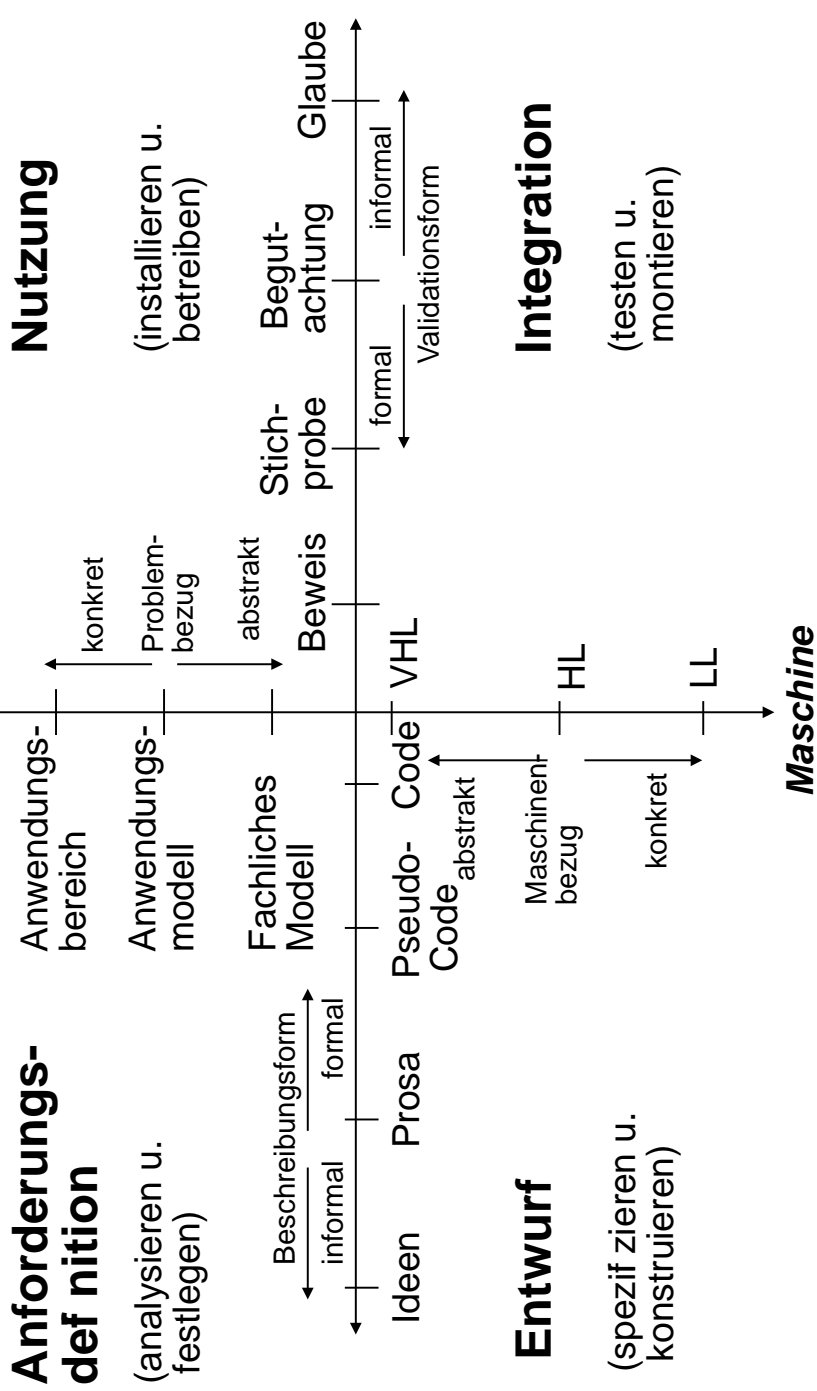 Anforderungs-
def nition
(analysieren u.
festlegen)
Nutzung
(installieren u.
betreiben)
Anwendungs-
bereich
Anwendungs-
modell
Fachliches
Modell
konkret
Problem-
bezug
abstrakt
Beschreibungsform
informal
formal
Ideen
Prosa
Pseudo-
Code
Code
Beweis
Stich-
probe
Begut-
achtung
Glaube
formal
informal
Validationsform
VHL
HL
LL
abstrakt
Maschinen-
bezug
konkret
Entwurf
(spezif zieren u.
konstruieren)
Integration
(testen u.
montieren)
Maschine